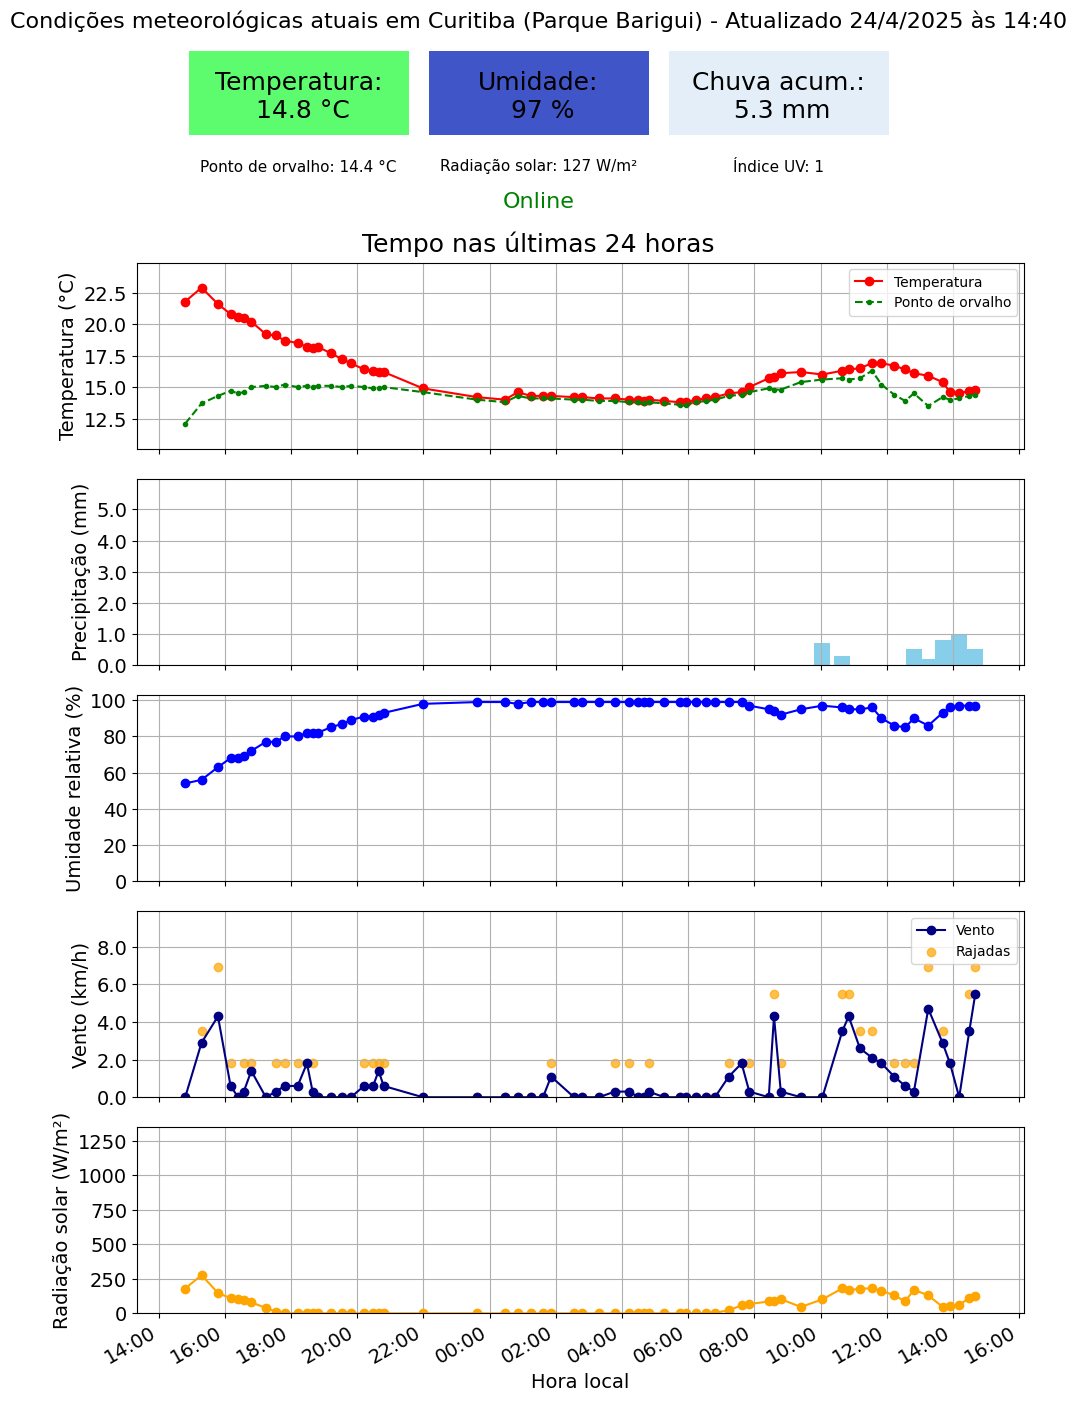 Condições meteorológicas atuais em Curitiba (Parque Barigui) - Atualizado 24/4/2025 às 14:40
Temperatura:
14.8 °C
Umidade:
97 %
Chuva acum.:
5.3 mm
Ponto de orvalho: 14.4 °C
Radiação solar: 127 W/m²
Índice UV: 1
Online
Tempo nas últimas 24 horas
Temperatura (°C)
22.5
20.0
17.5
15.0
12.5
Temperatura
Ponto de orvalho
Precipitação (mm)
5.0
4.0
3.0
2.0
1.0
0.0
Umidade relativa (%)
100
80
60
40
20
0
Vento (km/h)
8.0
6.0
4.0
2.0
0.0
Vento
Rajadas
Radiação solar (W/m²)
1250
1000
750
500
250
0
14:00
16:00
18:00
20:00
22:00
00:00
02:00
04:00
06:00
08:00
10:00
12:00
14:00
16:00
Hora local